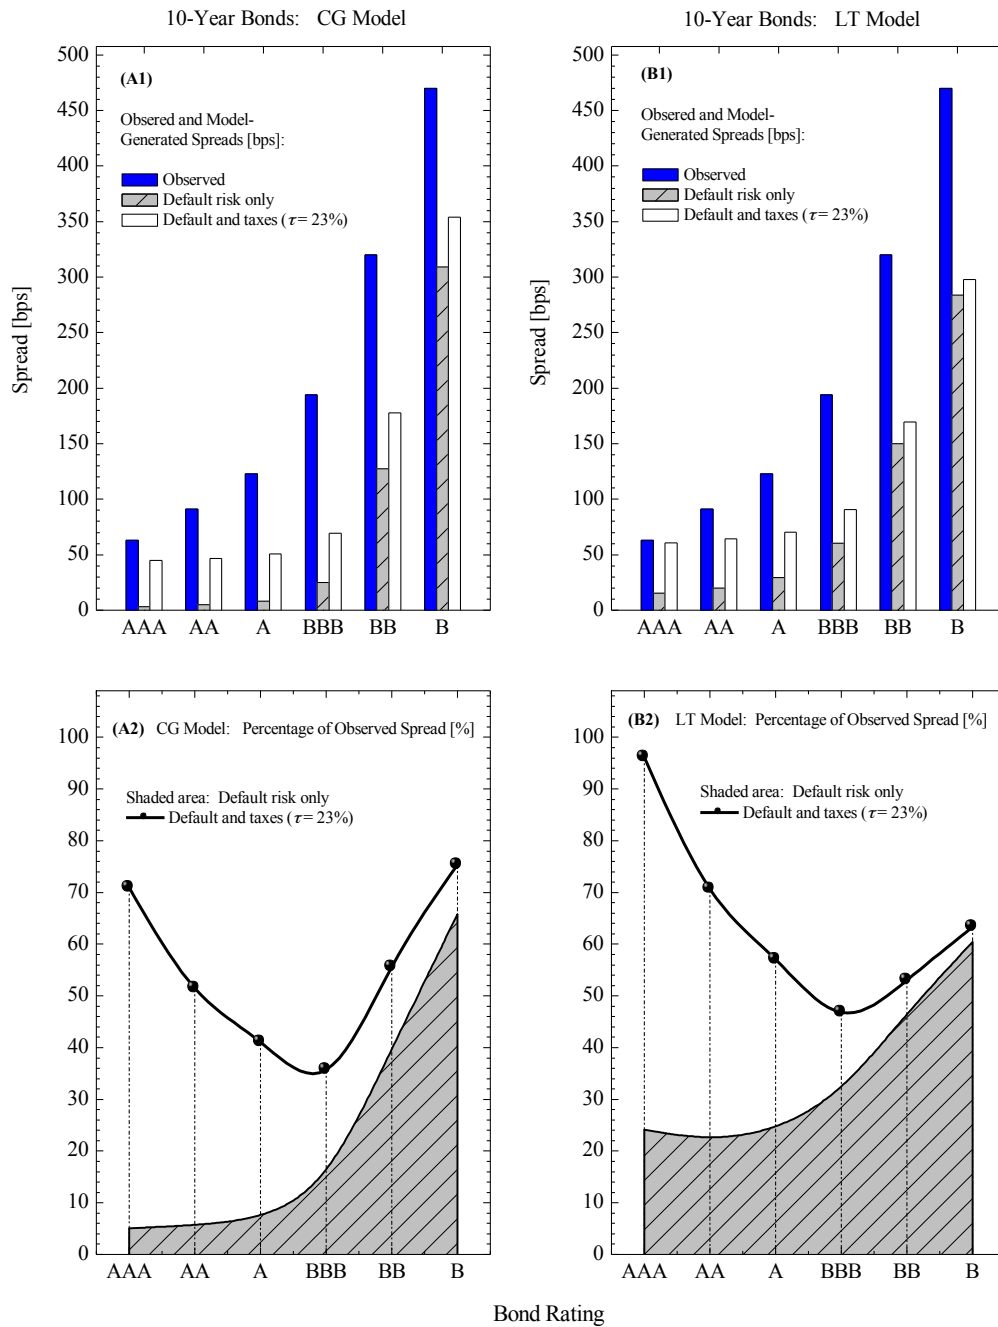 10-Year Bonds: CG Model
(A1)
Obsered and Model-
Generated Spreads [bps]:
Observed
Default risk only
Default and taxes (τ = 23%)
Spread [bps]
500
450
400
350
300
250
200
150
100
50
0
AAA AA A BBB BB B
10-Year Bonds: LT Model
(B1)
Obsered and Model-
Generated Spreads [bps]:
Observed
Default risk only
Default and taxes (τ = 23%)
Spread [bps]
500
450
400
350
300
250
200
150
100
50
0
AAA AA A BBB BB B
(A2) CG Model: Percentage of Observed Spread [%]
Shaded area: Default risk only
Default and taxes (τ = 23%)
100
90
80
70
60
50
40
30
20
10
0
AAA AA A BBB BB B
(B2) LT Model: Percentage of Observed Spread [%]
Shaded area: Default risk only
Default and taxes (τ = 23%)
100
90
80
70
60
50
40
30
20
10
0
AAA AA A BBB BB B
Bond Rating